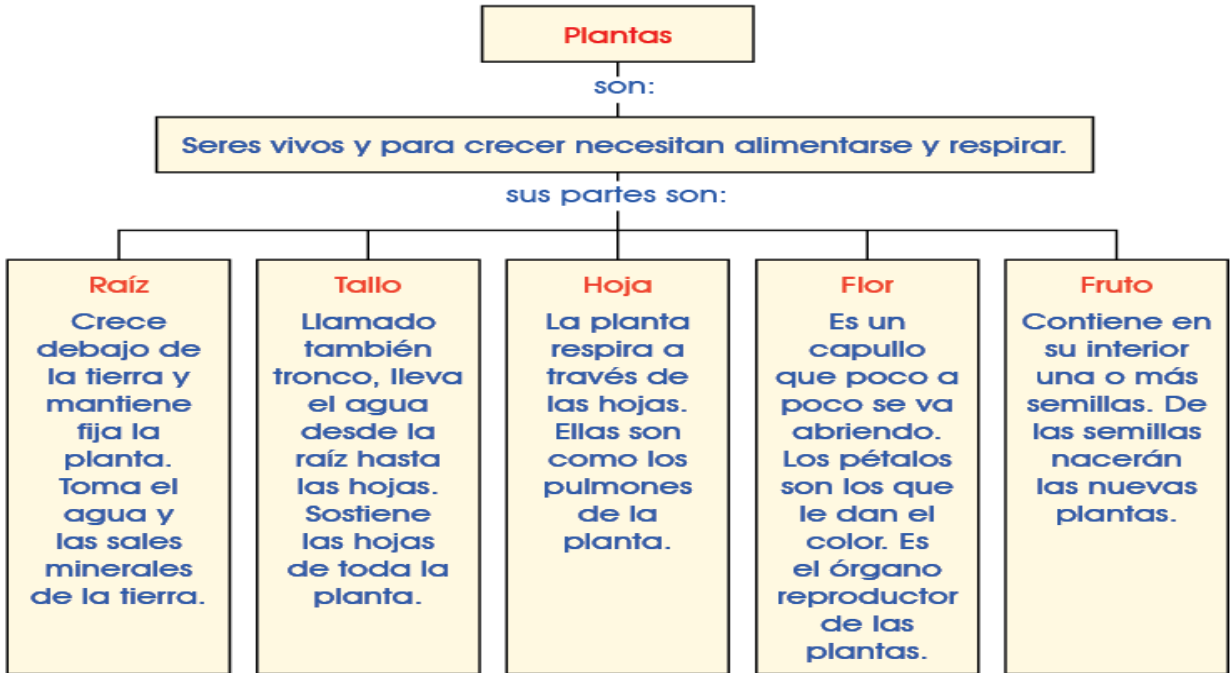 Plantas
son:
Seres vivos y para crecer necesitan alimentarse y respirar.
sus partes son:
Raíz
Crece
debajo de
la tierra y
mantiene
fija la
planta.
Toma el
agua y
las sales
minerales
de la tierra.
Tallo
Llamado
también
tronco, lleva
el agua
desde la
raíz hasta
las hojas.
Sostiene
las hojas
de toda la
planta.
Hoja
La planta
respira a
través de
las hojas.
Ellas son
como los
pulmones
de la
planta.
Flor
Es un
capullo
que poco a
poco se va
abriendo.
Los pétalos
son los que
le dan el
color. Es
el órgano
reproductor
de las
plantas.
Fruto
Contiene en
su interior
una o más
semillas. De
las semillas
nacerán
las nuevas
plantas.